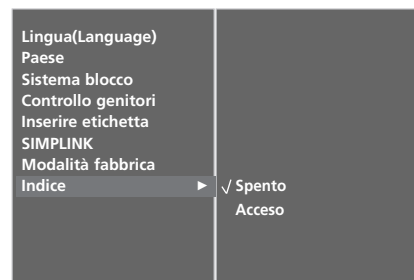 Lingua(Language)
Paese
Sistema blocco
Controllo genitori
Inserire etichetta
SIMPLINK
Modalità fabbrica
Indice ► √ Spento
Acceso